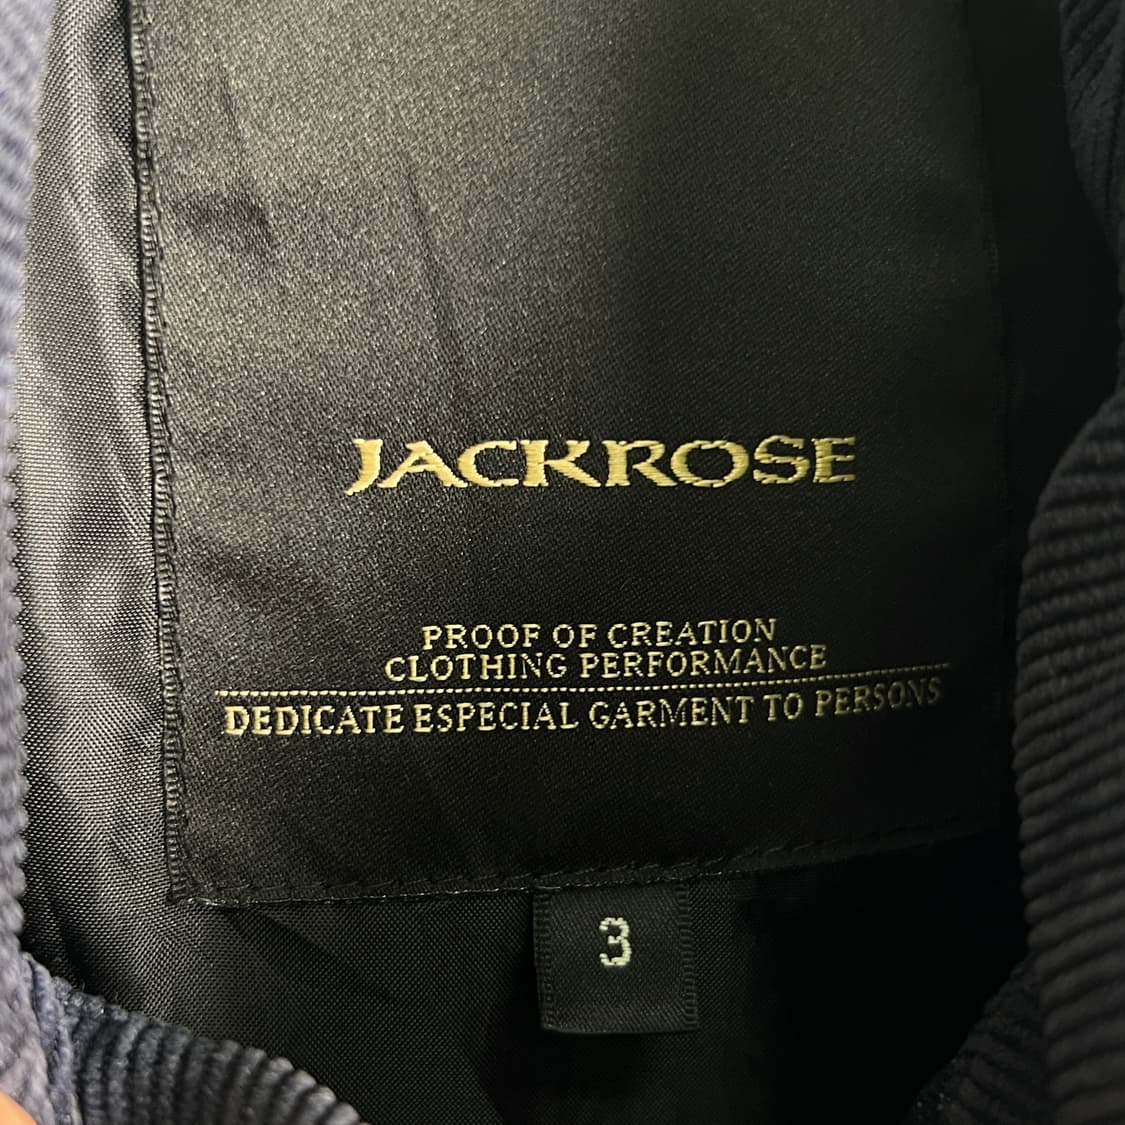 JACKROSE
PROOF OF CREATION
CLOTHING PERFORMANCE
DEDICATE ESPECIAL GARMENT TO PERSONS
3